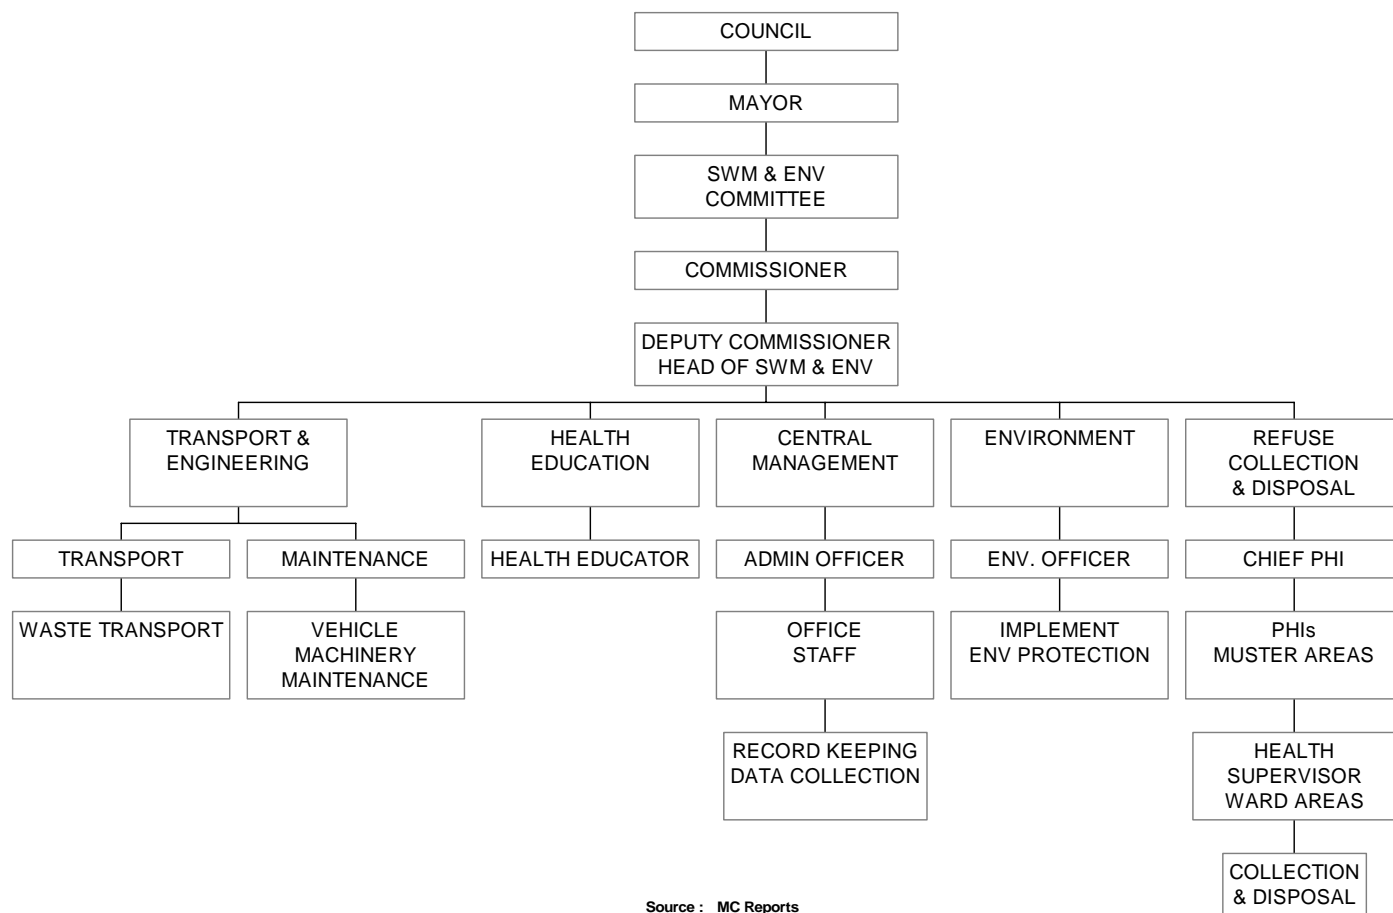 COUNCIL
MAYOR
SWM & ENV
COMMITTEE
COMMISSIONER
DEPUTY COMMISSIONER
HEAD OF SWM & ENV
TRANSPORT &
ENGINEERING
HEALTH
EDUCATION
CENTRAL
MANAGEMENT
ENVIRONMENT
REFUSE
COLLECTION
& DISPOSAL
TRANSPORT
MAINTENANCE
HEALTH EDUCATOR
ADMIN OFFICER
ENV. OFFICER
CHIEF PHI
WASTE TRANSPORT
VEHICLE
MACHINERY
MAINTENANCE
OFFICE
STAFF
IMPLEMENT
ENV PROTECTION
PHIs
MUSTER AREAS
RECORD KEEPING
DATA COLLECTION
HEALTH
SUPERVISOR
WARD AREAS
COLLECTION
& DISPOSAL
Source : MC Reports